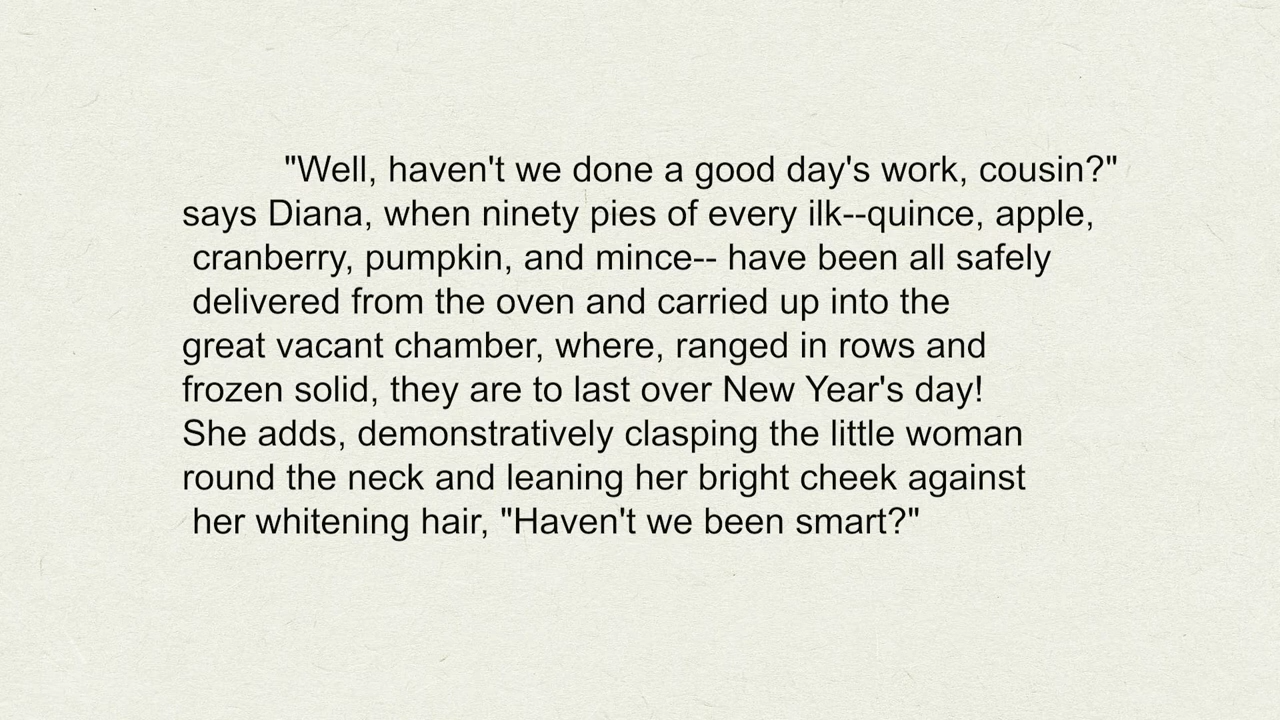 "Well, haven't we done a good day's work, cousin?"
says Diana, when ninety pies of every ilk--quince, apple,
cranberry, pumpkin, and mince-- have been all safely
delivered from the oven and carried up into the
great vacant chamber, where, ranged in rows and
frozen solid, they are to last over New Year's day!
She adds, demonstratively clasping the little woman
round the neck and leaning her bright cheek against
her whitening hair, "Haven't we been smart?"